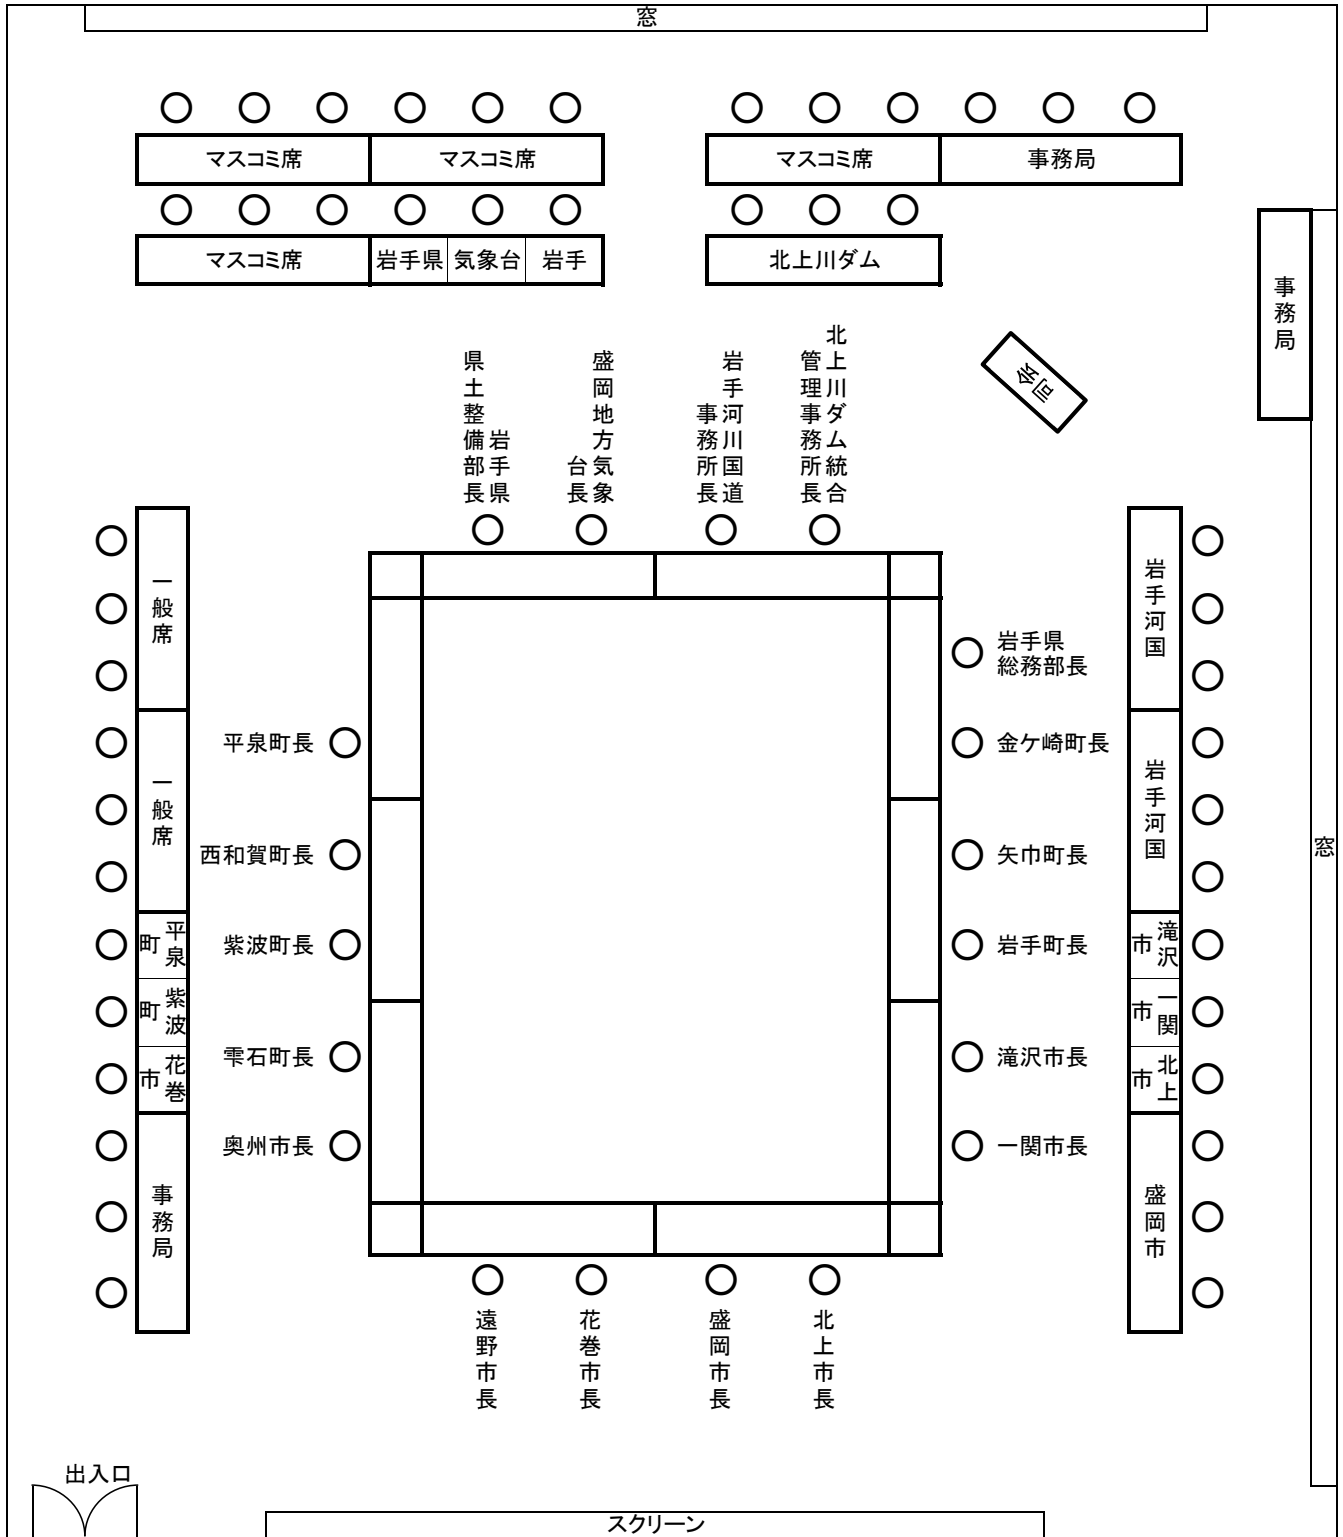 窓
マスコミ席
マスコミ席
マスコミ席
事務局
マスコミ席
岩手県
気象台
岩手
北上川ダム
事務局
司会
岩手県
県土整備部長
盛岡地方気象
台長
岩手河川国道
事務所長
北上川ダム統合
管理事務所長
一般席
一般席
平泉
町
紫波
町
花巻
市
事務局
平泉町長
西和賀町長
紫波町長
雫石町長
奥州市長
岩手県
総務部長
金ケ崎町長
矢巾町長
岩手町長
滝沢市長
一関市長
岩手河国
岩手河国
滝沢
市
一関
市
北上
市
盛岡市
窓
遠野市長
花巻市長
盛岡市長
北上市長
出入口
スクリーン